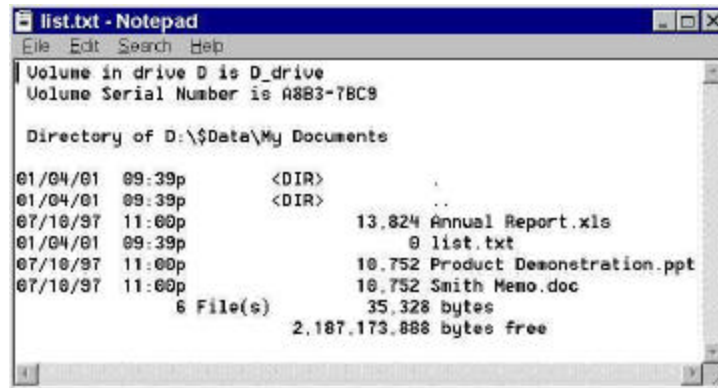 list.txt - Notepad
File Edit Search Help
Volume in drive D is D_drive
Volume Serial Number is A8B3-7BC9
Directory of D:\$Data\My Documents
01/04/01 09:39p <DIR> .
01/04/01 09:39p <DIR> ..
07/10/97 11:00p 13,824 Annual Report.xls
01/04/01 09:39p 0 list.txt
07/10/97 11:00p 10,752 Product Demonstration.ppt
07/10/97 11:00p 10,752 Smith Memo.doc
6 File(s) 35,328 bytes
2,187,173,888 bytes free